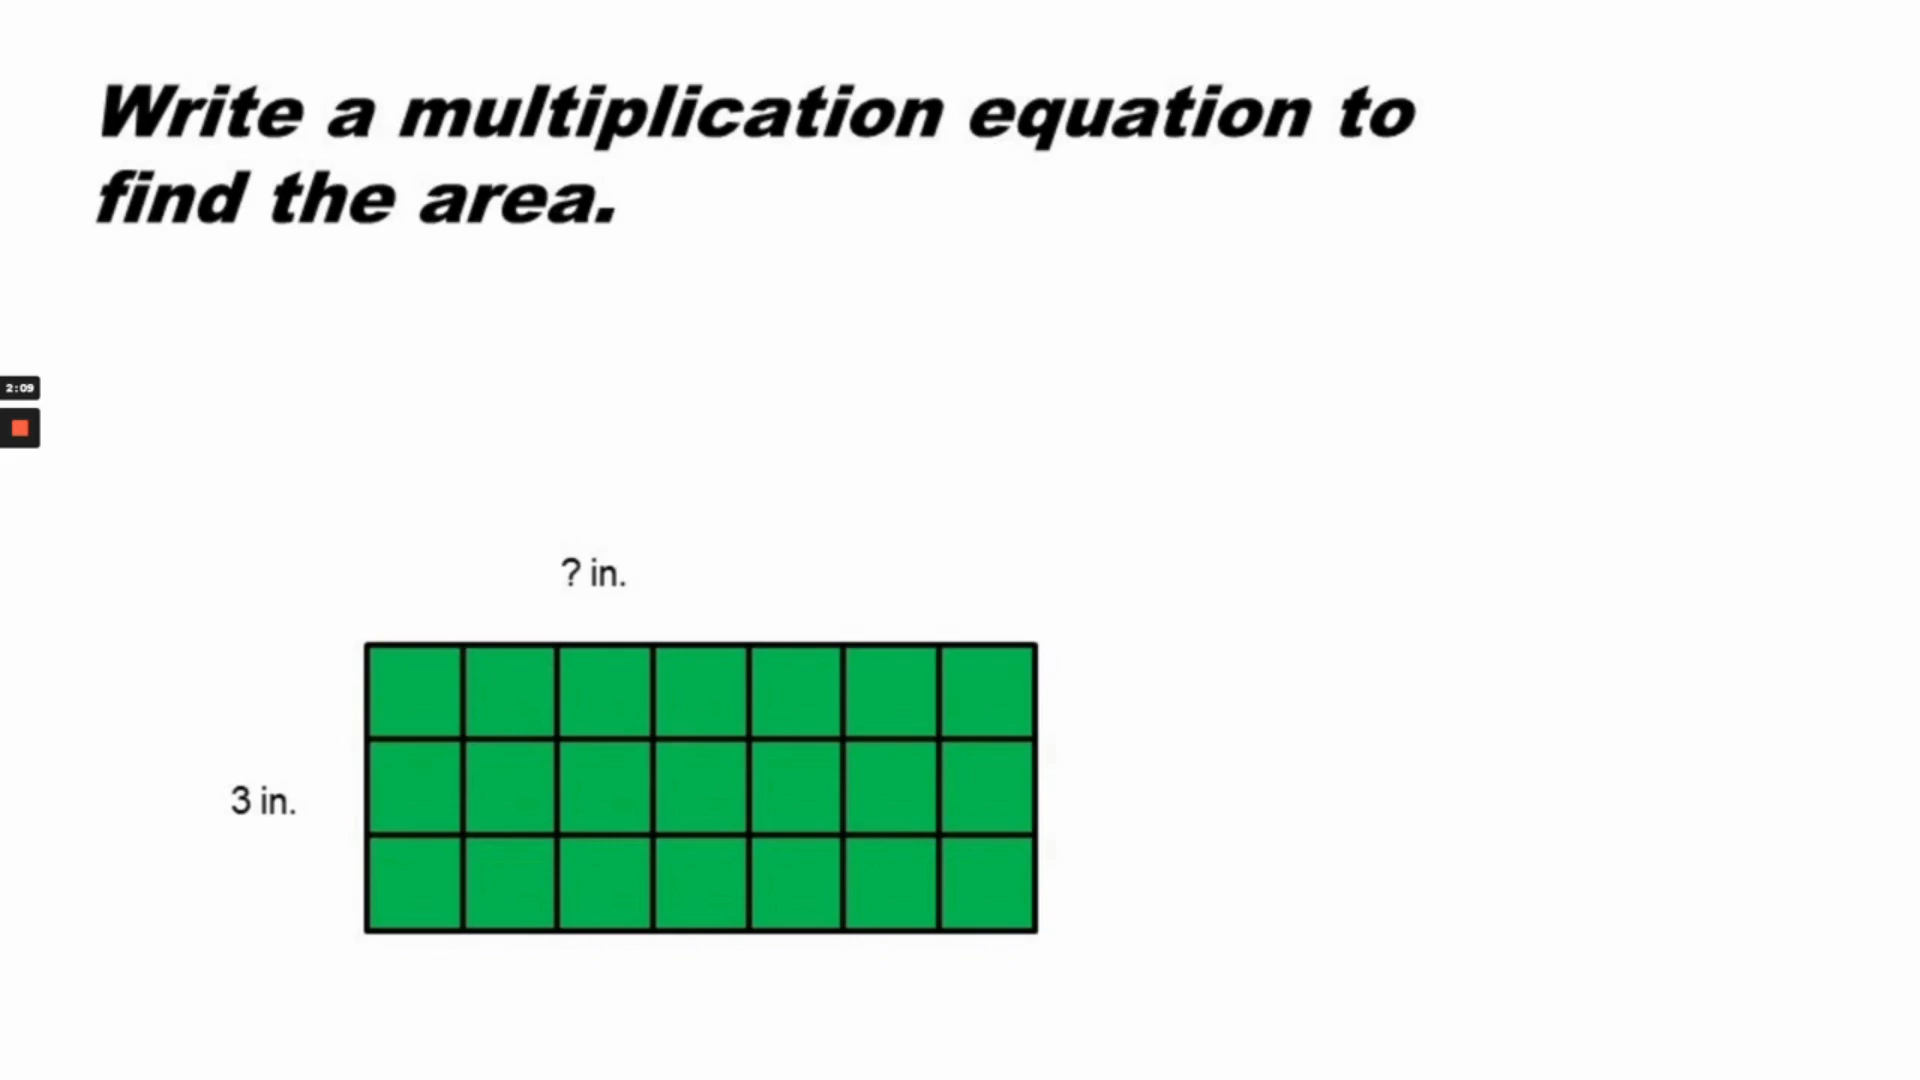 Write a multiplication equation to
find the area.
2:09
? in.
3 in.